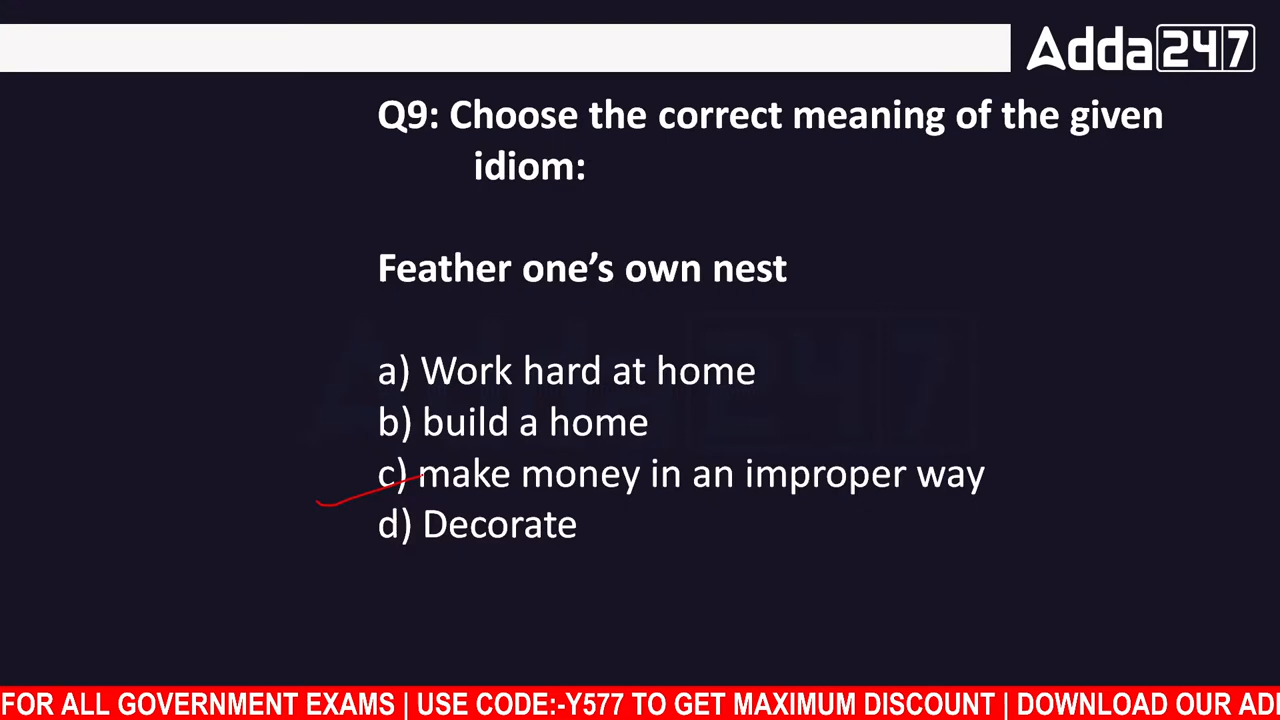 Adda247
Q9: Choose the correct meaning of the given
idiom:
Feather one’s own nest
a) Work hard at home
b) build a home
c) make money in an improper way
d) Decorate
FOR ALL GOVERNMENT EXAMS | USE CODE:-Y577 TO GET MAXIMUM DISCOUNT | DOWNLOAD OUR AD